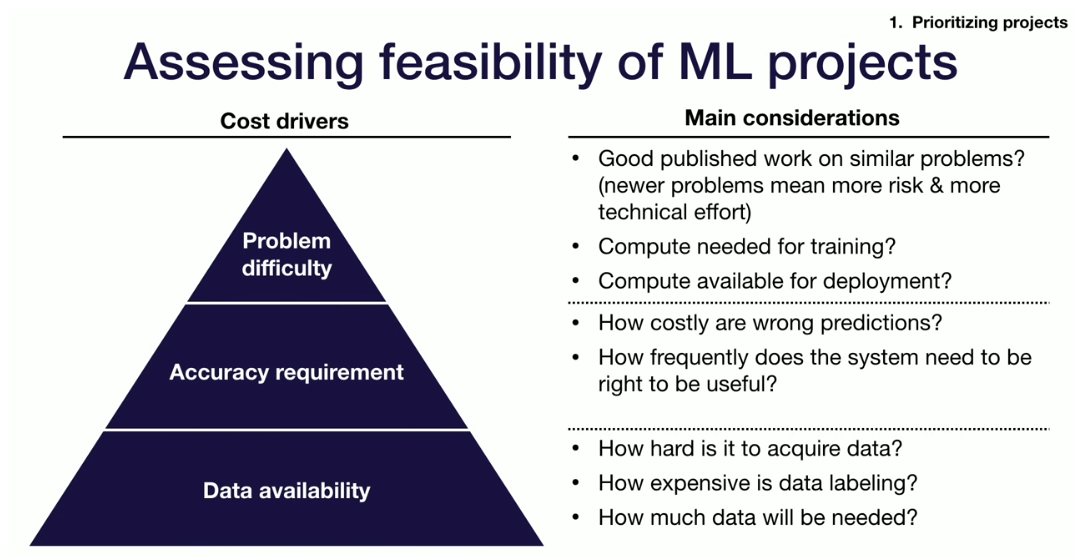 1. Prioritizing projects
Assessing feasibility of ML projects
Cost drivers
Problem
difficulty
Accuracy requirement
Data availability
Main considerations
• Good published work on similar problems?
(newer problems mean more risk & more
technical effort)
• Compute needed for training?
• Compute available for deployment?
• How costly are wrong predictions?
• How frequently does the system need to be
right to be useful?
• How hard is it to acquire data?
• How expensive is data labeling?
• How much data will be needed?